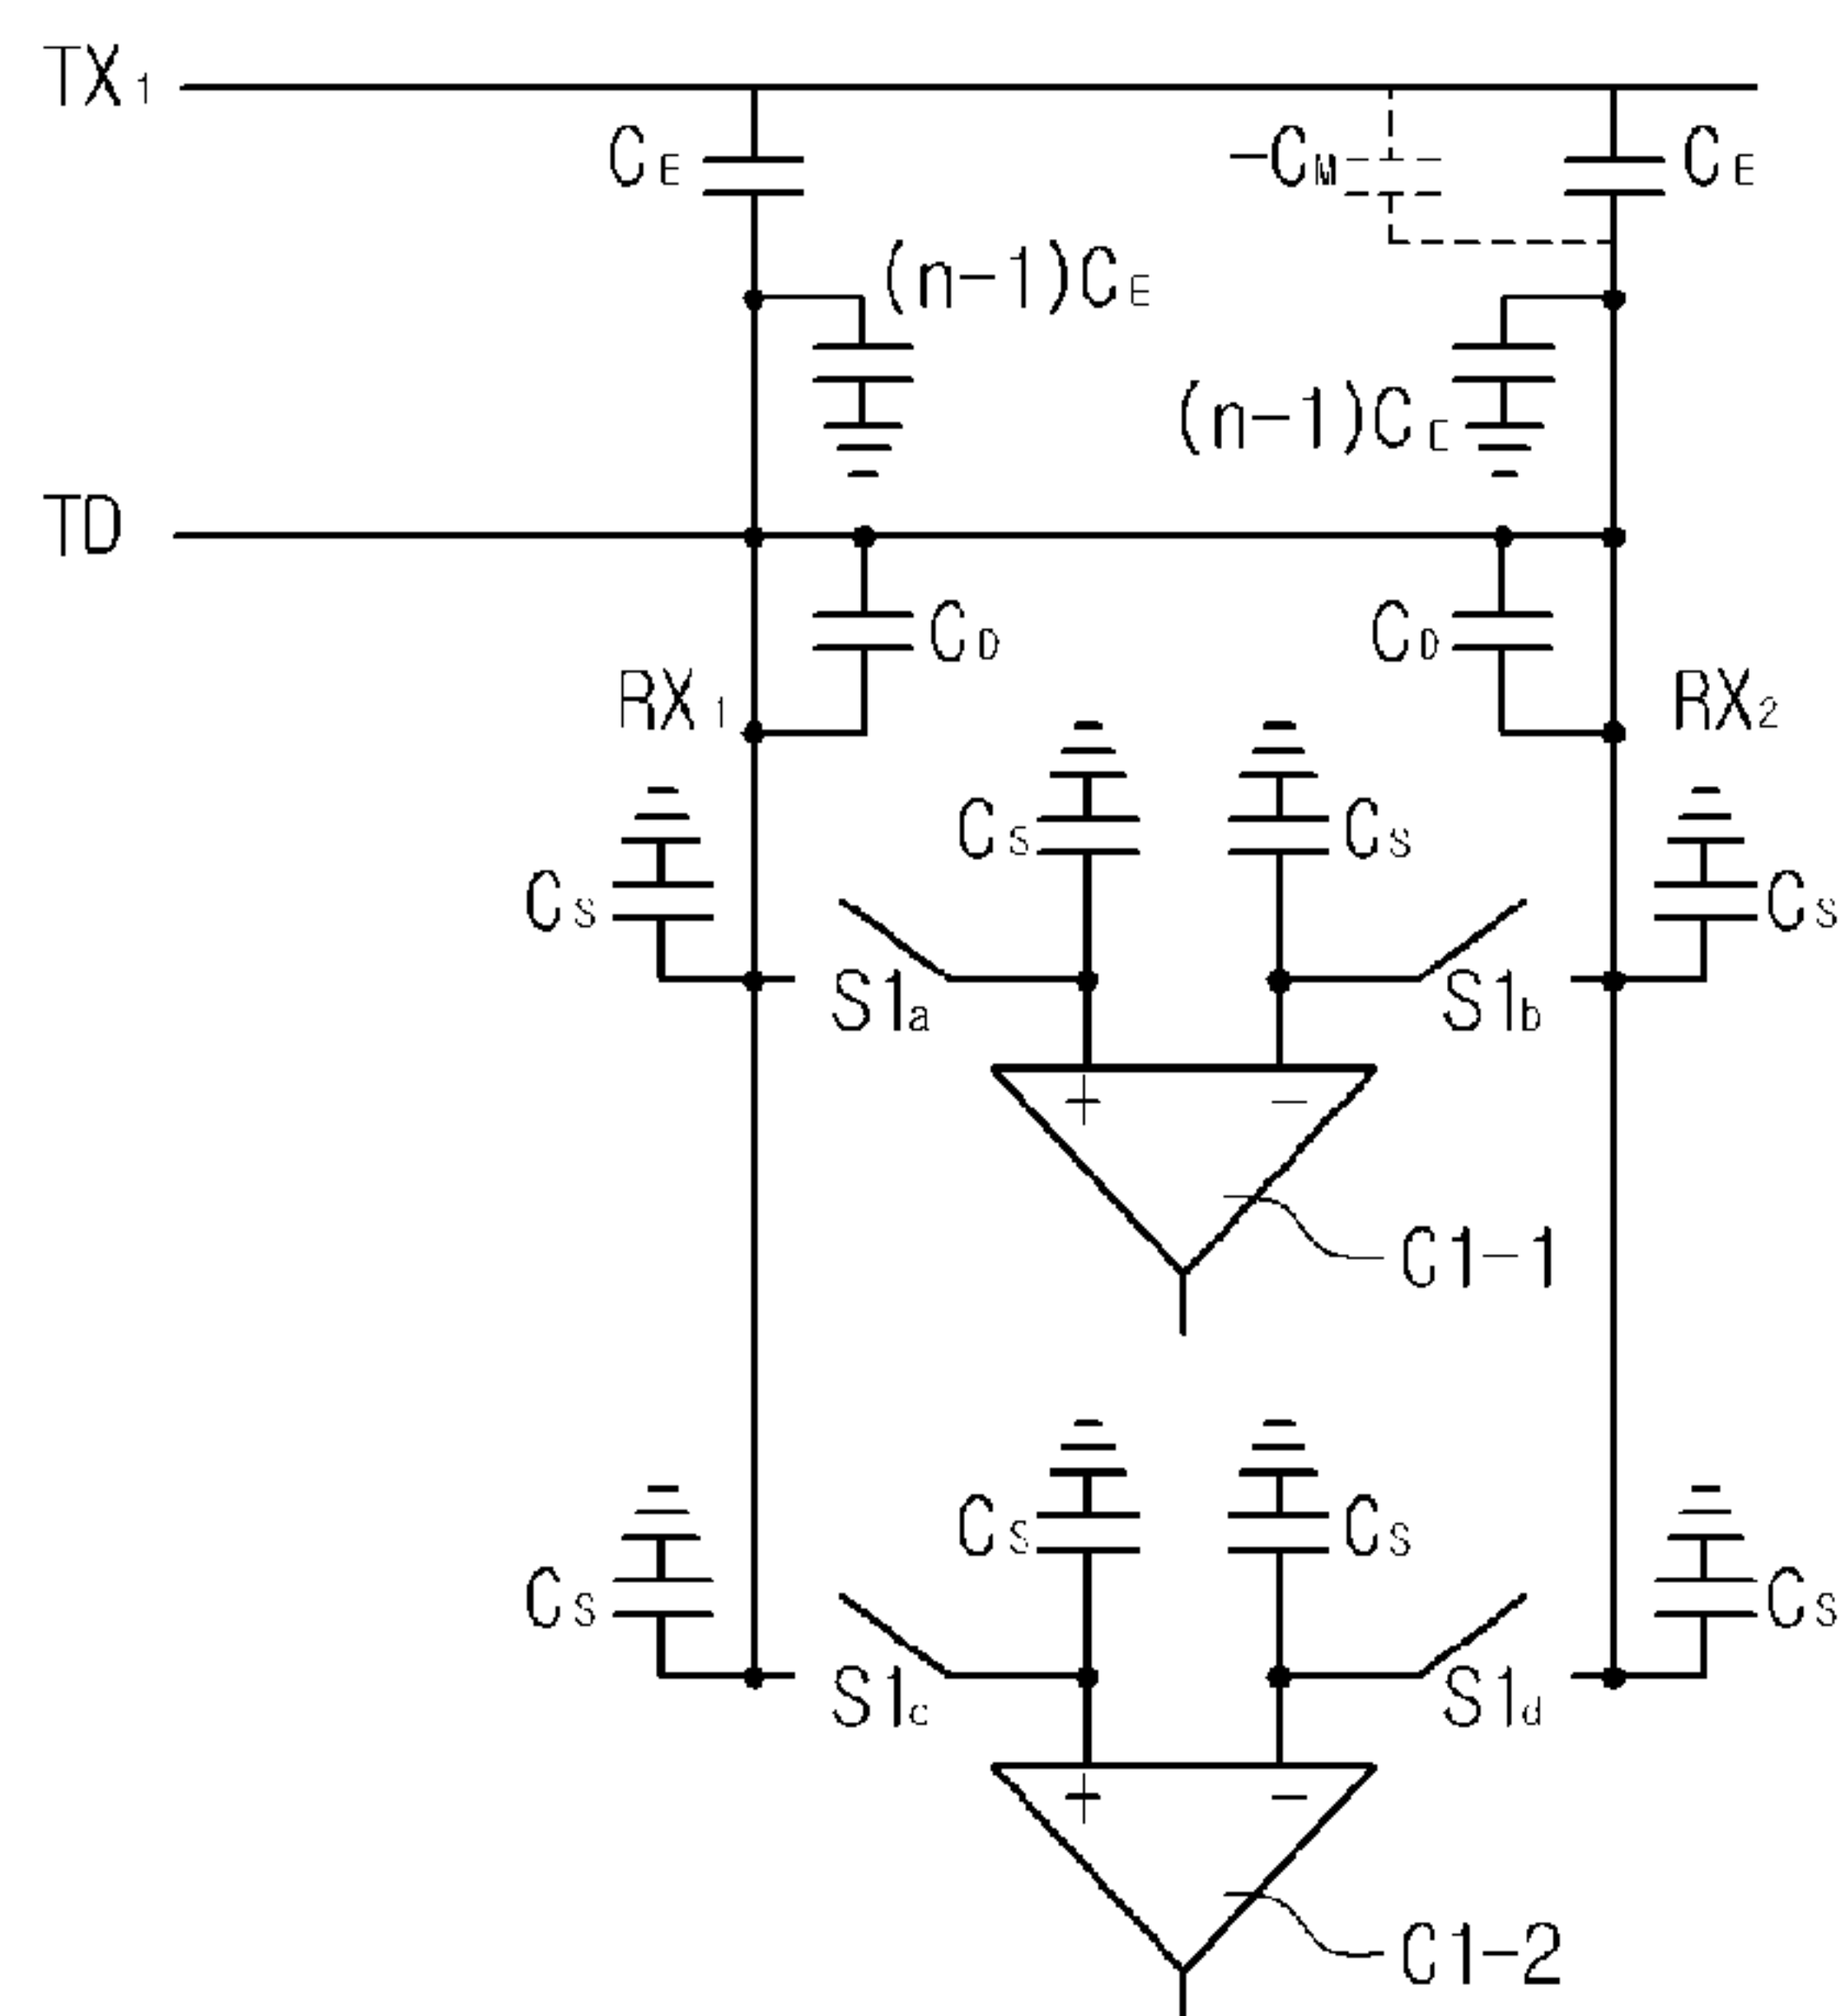 TX1
CE
-CM
CE
(n-1)CE
(n-1)CE
TD
CD
CD
RX1
RX2
CS
CS
CS
CS
S1a
S1b
+
−
C1-1
CS
CS
CS
CS
S1c
S1d
+
−
C1-2